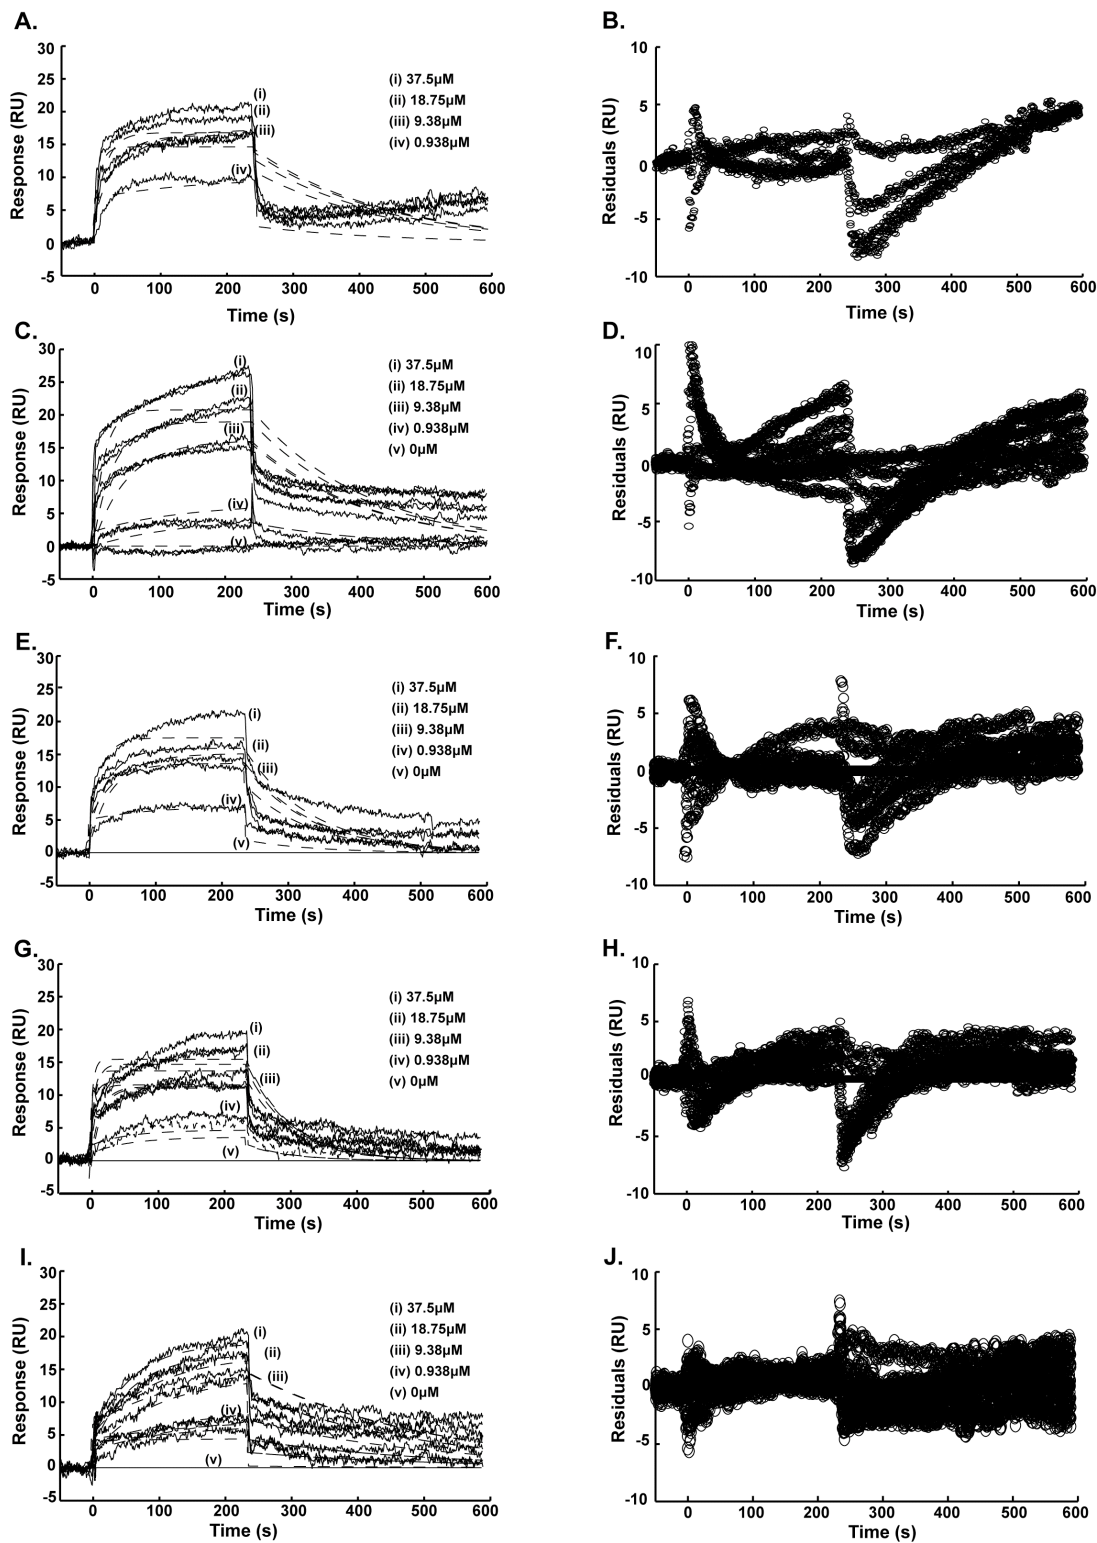 A.
Response (RU)
30
25
20
15
10
5
0
-5
(i)
(ii)
(iii)
(iv)
(i) 37.5µM
(ii) 18.75µM
(iii) 9.38µM
(iv) 0.938µM
0 100 200 300 400 500 600
Time (s)
B.
Residuals (RU)
10
5
0
-5
-10
0 100 200 300 400 500 600
Time (s)
C.
Response (RU)
30
25
20
15
10
5
0
-5
(i)
(ii)
(iii)
(iv)
(v)
(i) 37.5µM
(ii) 18.75µM
(iii) 9.38µM
(iv) 0.938µM
(v) 0µM
0 100 200 300 400 500 600
Time (s)
D.
Residuals (RU)
10
5
0
-5
-10
0 100 200 300 400 500 600
Time (s)
E.
Response (RU)
30
25
20
15
10
5
0
-5
(i)
(ii)
(iii)
(iv)
(v)
(i) 37.5µM
(ii) 18.75µM
(iii) 9.38µM
(iv) 0.938µM
(v) 0µM
0 100 200 300 400 500 600
Time (s)
F.
Residuals (RU)
10
5
0
-5
-10
0 100 200 300 400 500 600
Time (s)
G.
Response (RU)
30
25
20
15
10
5
0
-5
(i)
(ii)
(iii)
(iv)
(v)
(i) 37.5µM
(ii) 18.75µM
(iii) 9.38µM
(iv) 0.938µM
(v) 0µM
0 100 200 300 400 500 600
Time (s)
H.
Residuals (RU)
10
5
0
-5
-10
0 100 200 300 400 500 600
Time (s)
I.
Response (RU)
30
25
20
15
10
5
0
-5
(i)
(ii)
(iii)
(iv)
(v)
(i) 37.5µM
(ii) 18.75µM
(iii) 9.38µM
(iv) 0.938µM
(v) 0µM
0 100 200 300 400 500 600
Time (s)
J.
Residuals (RU)
10
5
0
-5
-10
0 100 200 300 400 500 600
Time (s)